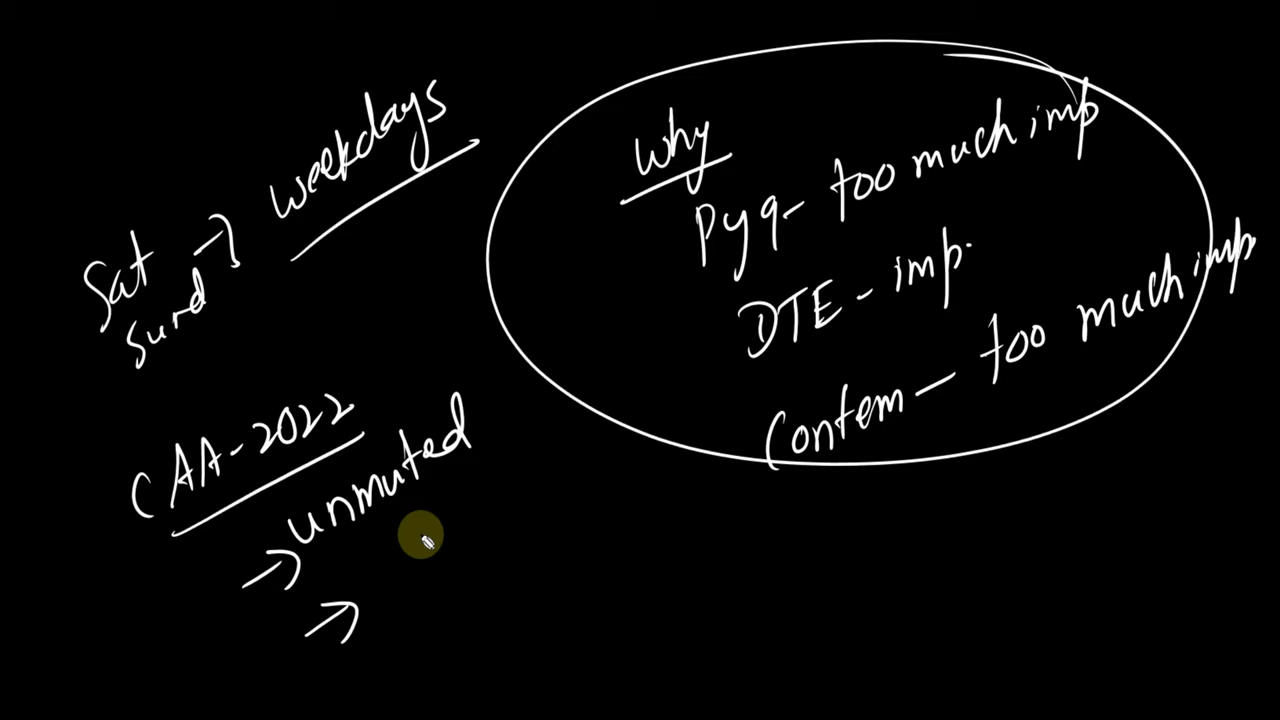 Sat → weekdays
Sund
CAA-2022
→ unmuted
→
Why
Pyq- too much imp
DTE - imp.
Contem - too much imp